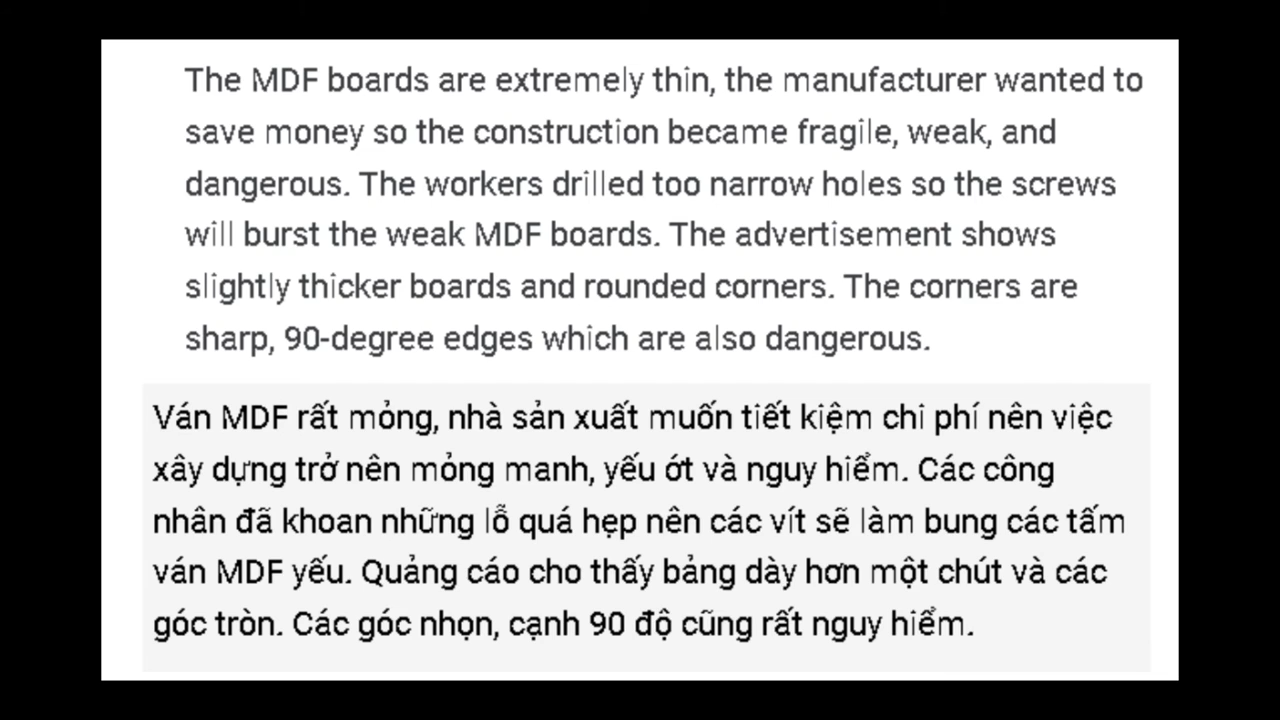 The MDF boards are extremely thin, the manufacturer wanted to
save money so the construction became fragile, weak, and
dangerous. The workers drilled too narrow holes so the screws
will burst the weak MDF boards. The advertisement shows
slightly thicker boards and rounded corners. The corners are
sharp, 90-degree edges which are also dangerous.
Ván MDF rất mỏng, nhà sản xuất muốn tiết kiệm chi phí nên việc
xây dựng trở nên mỏng manh, yếu ớt và nguy hiểm. Các công
nhân đã khoan những lỗ quá hẹp nên các vít sẽ làm bung các tấm
ván MDF yếu. Quảng cáo cho thấy bảng dày hơn một chút và các
góc tròn. Các góc nhọn, cạnh 90 độ cũng rất nguy hiểm.